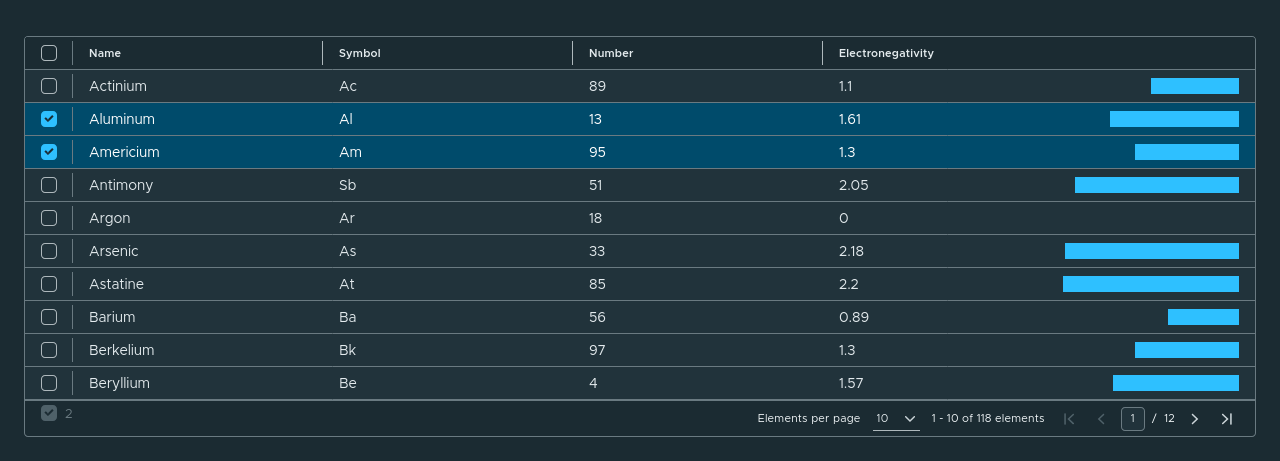 Name Symbol Number Electronegativity
Actinium Ac 89 1.1
Aluminum Al 13 1.61
Americium Am 95 1.3
Antimony Sb 51 2.05
Argon Ar 18 0
Arsenic As 33 2.18
Astatine At 85 2.2
Barium Ba 56 0.89
Berkelium Bk 97 1.3
Beryllium Be 4 1.57
2 Elements per page 10 1 - 10 of 118 elements 1 / 12